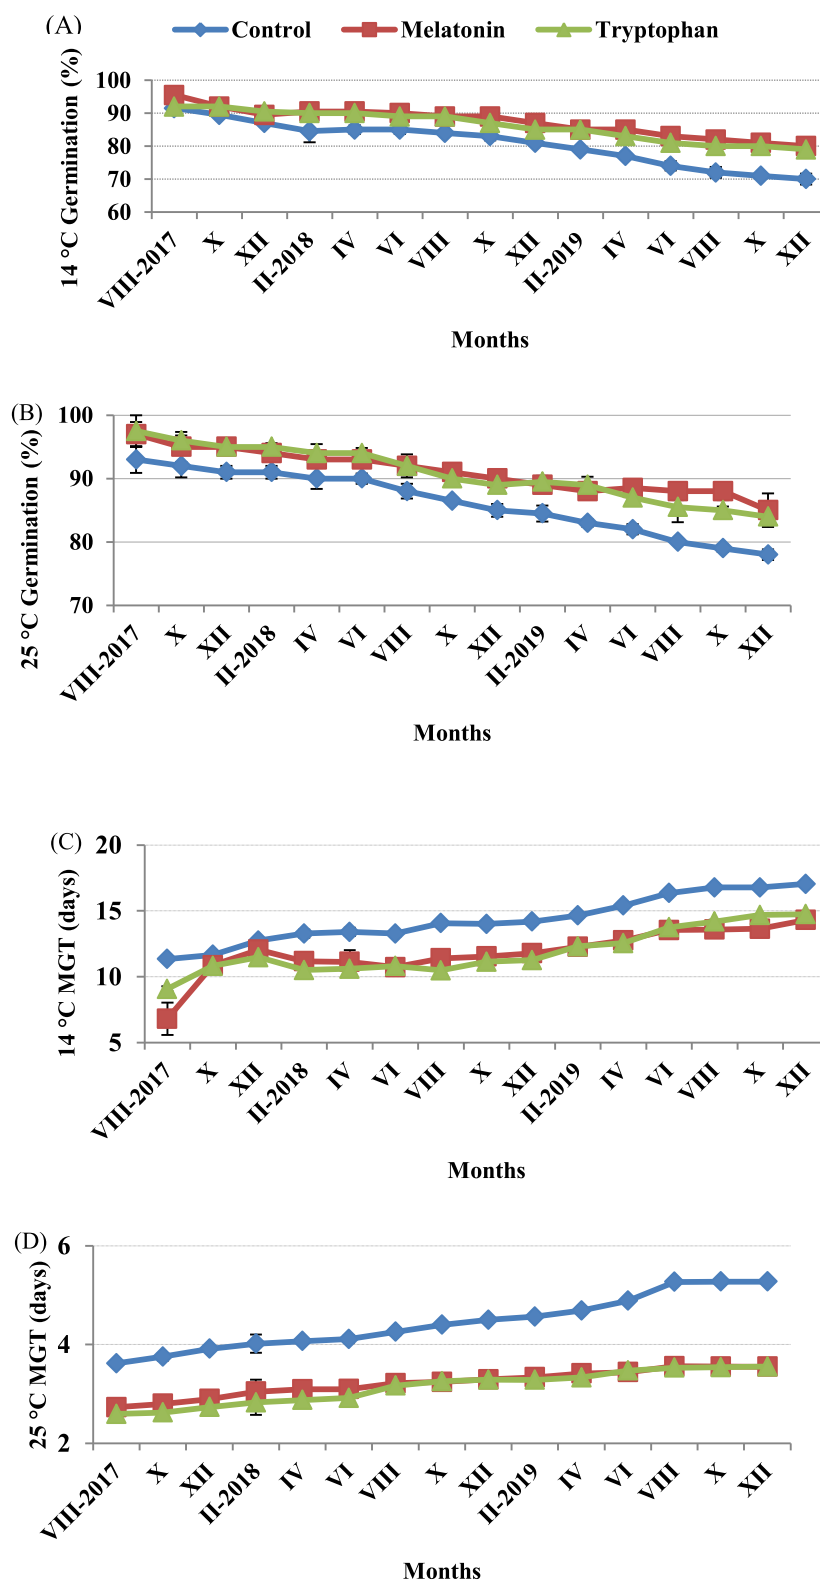 (A)
Control Melatonin Tryptophan
14 °C Germination (%)
100
90
80
70
60
VIII-2017 X XII II-2018 IV VI VIII X XII II-2019 IV VI VIII X XII
Months
(B)
25 °C Germination (%)
100
90
80
70
VIII-2017 X XII II-2018 IV VI VIII X XII II-2019 IV VI VIII X XII
Months
(C)
14 °C MGT (days)
20
15
10
5
VIII-2017 X XII II-2018 IV VI VIII X XII II-2019 IV VI VIII X XII
Months
(D)
25 °C MGT (days)
6
4
2
VIII-2017 X XII II-2018 IV VI VIII X XII II-2019 IV VI VIII X XII
Months